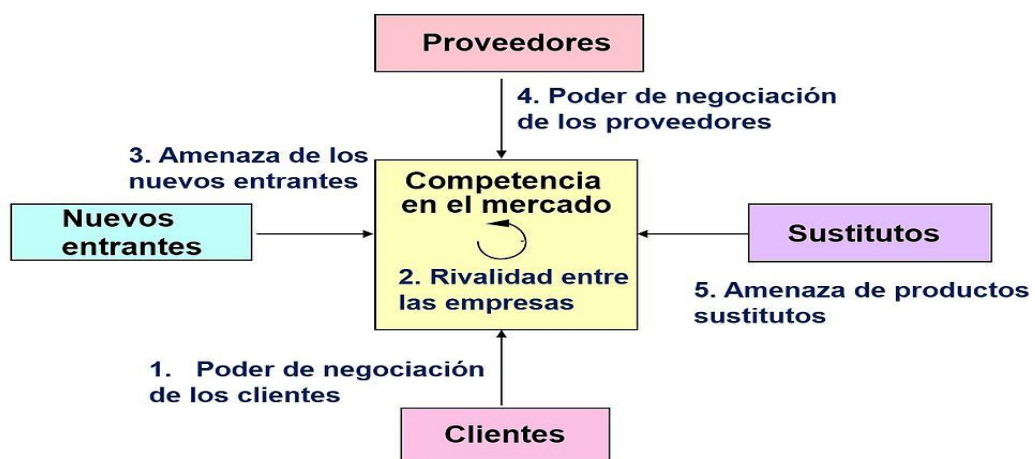 Proveedores
4. Poder de negociación
de los proveedores
3. Amenaza de los
nuevos entrantes
Competencia
en el mercado
Nuevos
entrantes
Sustitutos
2. Rivalidad entre
las empresas
5. Amenaza de productos
sustitutos
1. Poder de negociación
de los clientes
Clientes